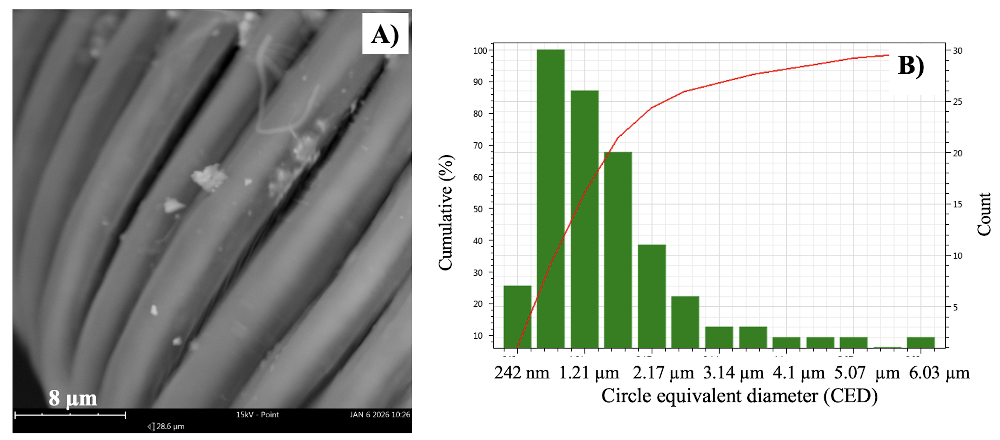 A)
8 µm
15kV - Point
JAN 6 2026 10:26
28.6 µm
B)
Cumulative (%)
100
90
80
70
60
50
40
30
20
10
30
25
20
15
10
5
Count
242 nm 1.21 µm 2.17 µm 3.14 µm 4.1 µm 5.07 µm 6.03 µm
Circle equivalent diameter (CED)